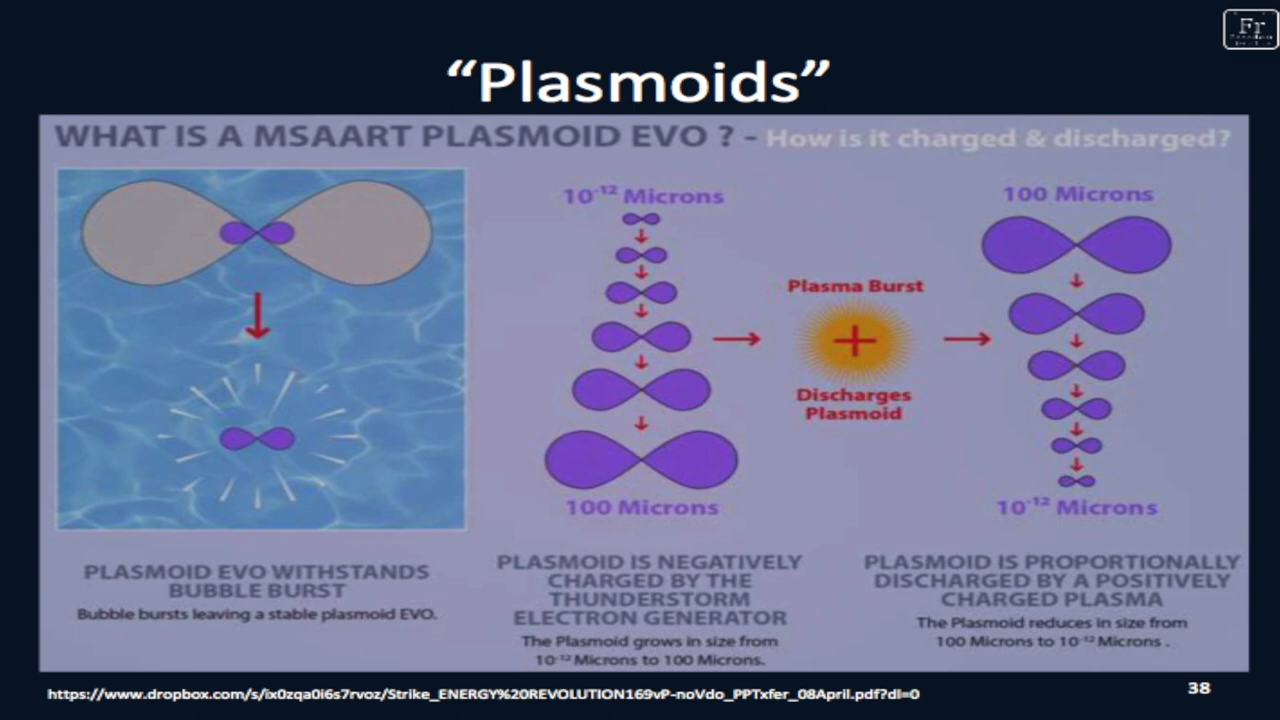 Fr
“Plasmoids”
WHAT IS A MSAART PLASMOID EVO ? - How is it charged & discharged?
10⁻¹² Microns
100 Microns
Plasma Burst
+
Discharges
Plasmoid
100 Microns
10⁻¹² Microns
PLASMOID EVO WITHSTANDS
BUBBLE BURST
Bubble bursts leaving a stable plasmoid EVO.
PLASMOID IS NEGATIVELY
CHARGED BY THE
THUNDERSTORM
ELECTRON GENERATOR
The Plasmoid grows in size from
10⁻¹² Microns to 100 Microns.
PLASMOID IS PROPORTIONALLY
DISCHARGED BY A POSITIVELY
CHARGED PLASMA
The Plasmoid reduces in size from
100 Microns to 10⁻¹² Microns .
https://www.dropbox.com/s/ix0zqa0i6s7rvoz/Strike_ENERGY%20REVOLUTION169vP-noVdo_PPTxfer_08April.pdf?dl=0
38